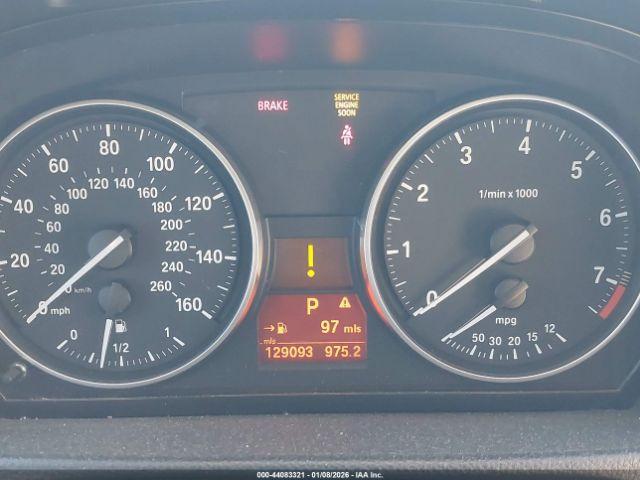 BRAKE
SERVICE
ENGINE
SOON
20 40 60 80 100 120 140 160
20 40 60 80 100 120 140 160 180 200 220 240 260
km/h
0 mph
0 1/2 1
0 1 2 3 4 5 6 7
1/min x 1000
mpg
50 30 20 15 12
!
P
97 mls
mls
129093 975.2
000-44083321 | 01/08/2026 - IAA Inc.